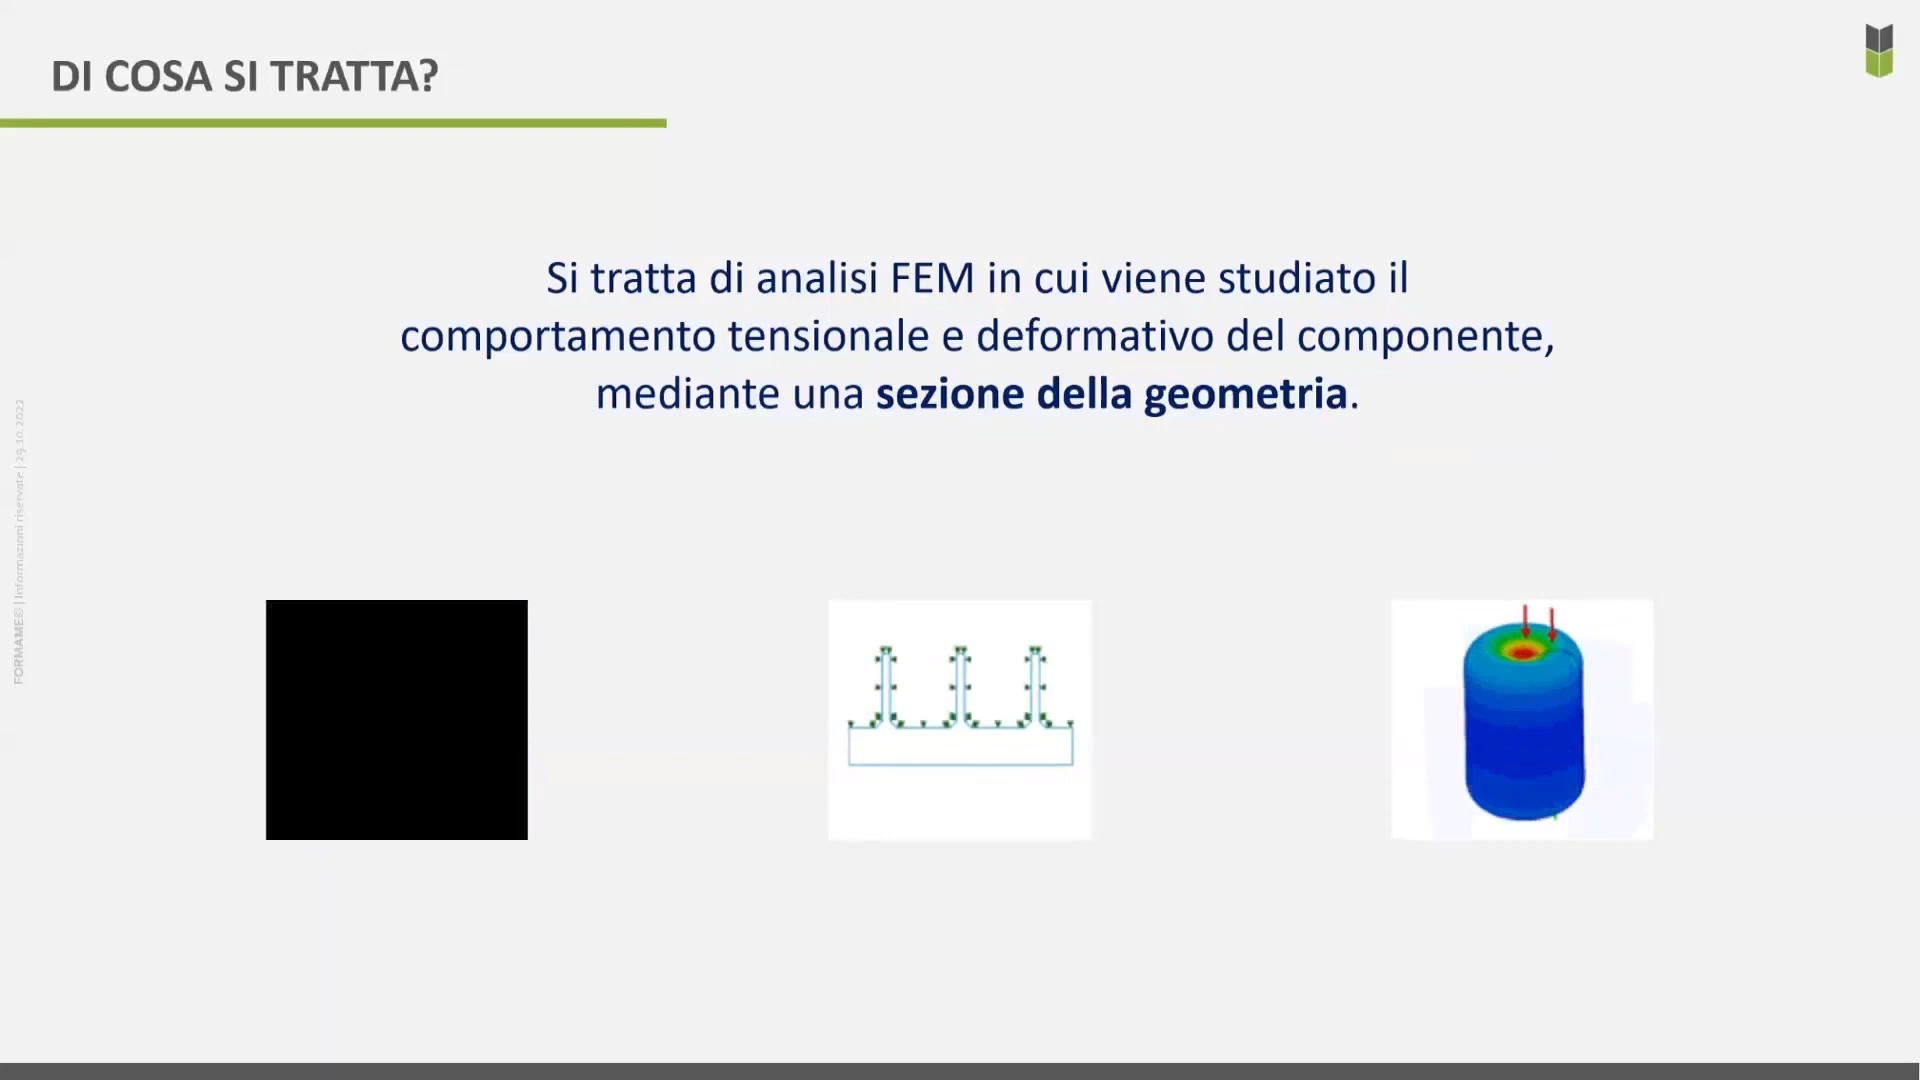 DI COSA SI TRATTA?
Si tratta di analisi FEM in cui viene studiato il
comportamento tensionale e deformativo del componente,
mediante una sezione della geometria.
FORMAME© | Informazioni riservate | 29.10.2022